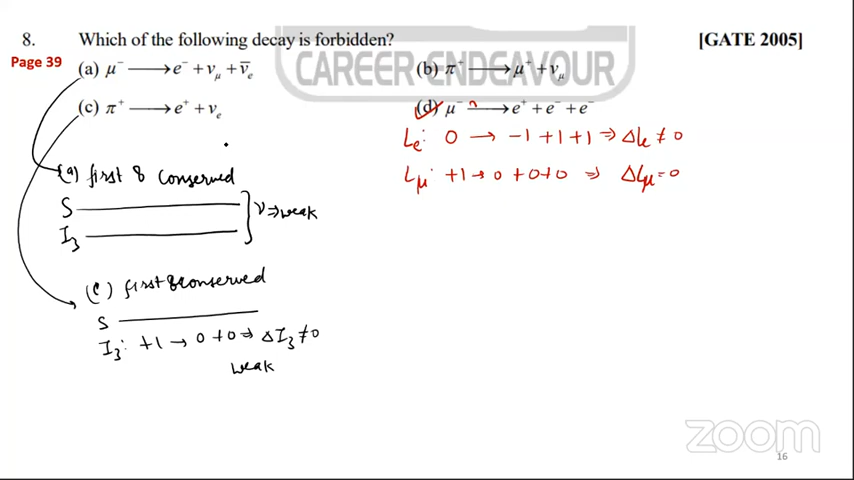 8. Which of the following decay is forbidden? [GATE 2005]
Page 39
CAREER ENDEAVOUR
(a) μ⁻ ⟶ e⁻ + ν_μ + ν̄_e (b) π⁺ ⟶ μ⁺ + ν_μ
(c) π⁺ ⟶ e⁺ + ν_e (d) μ⁻ ⟶ e⁺ + e⁻ + e⁻
L_e: 0 → -1 +1 +1 ⇒ ΔL_e ≠ 0
L_μ: +1 → 0 + 0 + 0 ⇒ ΔL_μ = 0
(a) first 8 conserved
S
I₃
ν ⇒ weak
(c) first 8 conserved
S
I₃: +1 → 0 + 0 ⇒ ΔI₃ ≠ 0
weak
zoom
16